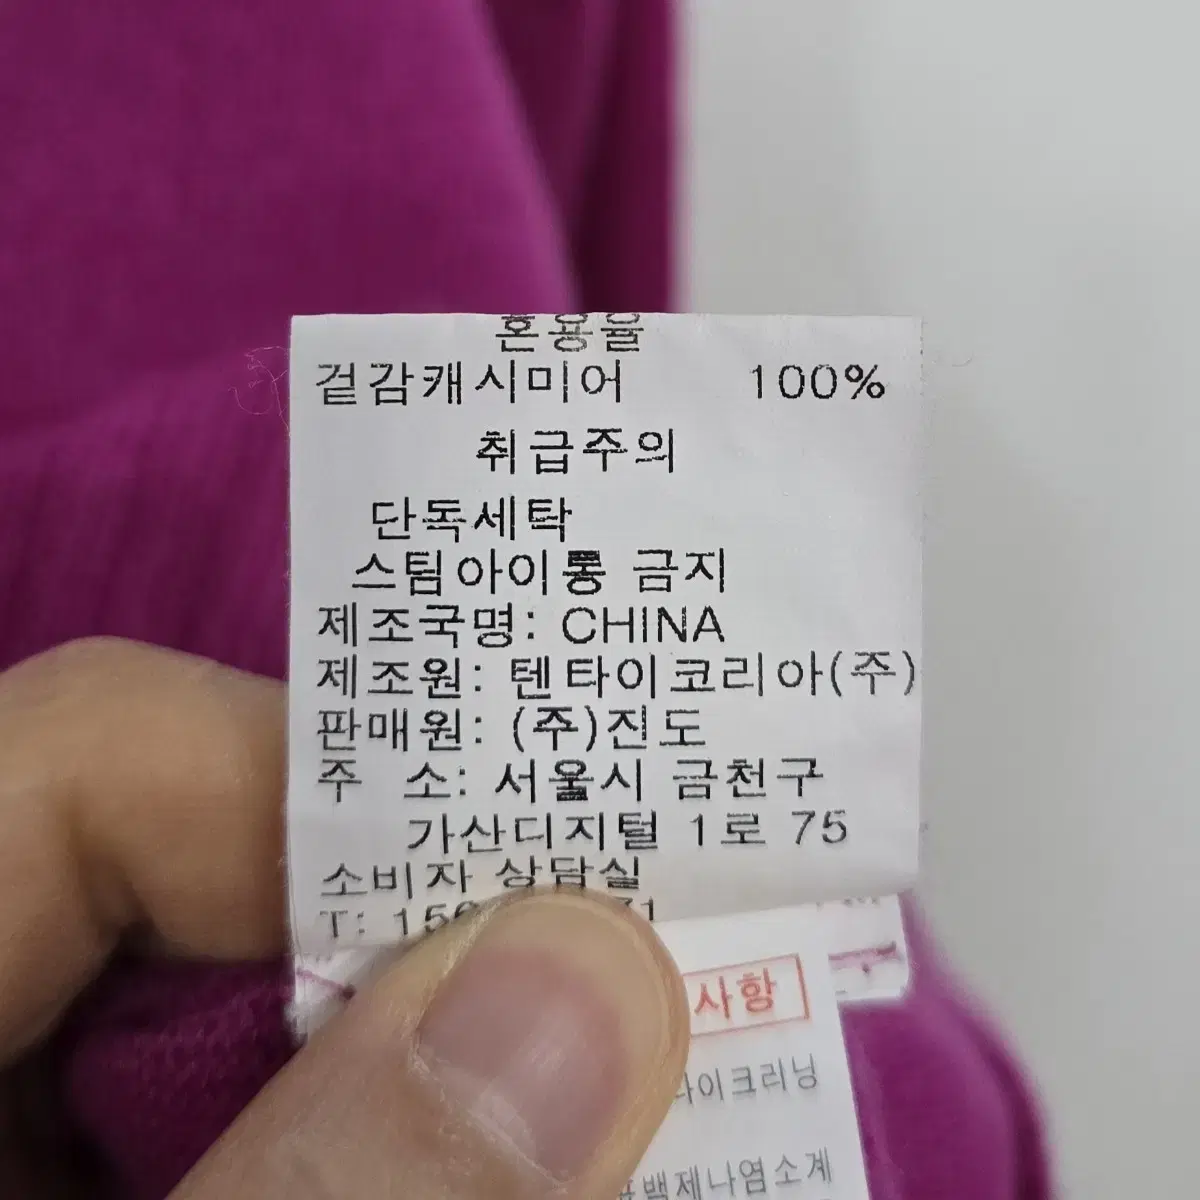 혼용율
겉감캐시미어 100%
취급주의
단독세탁
스팀아이롱 금지
제조국명: CHINA
제조원: 텐타이코리아(주)
판매원: (주)진도
주 소: 서울시 금천구
가산디지털 1로 75
소비자 상담실
T:
사항